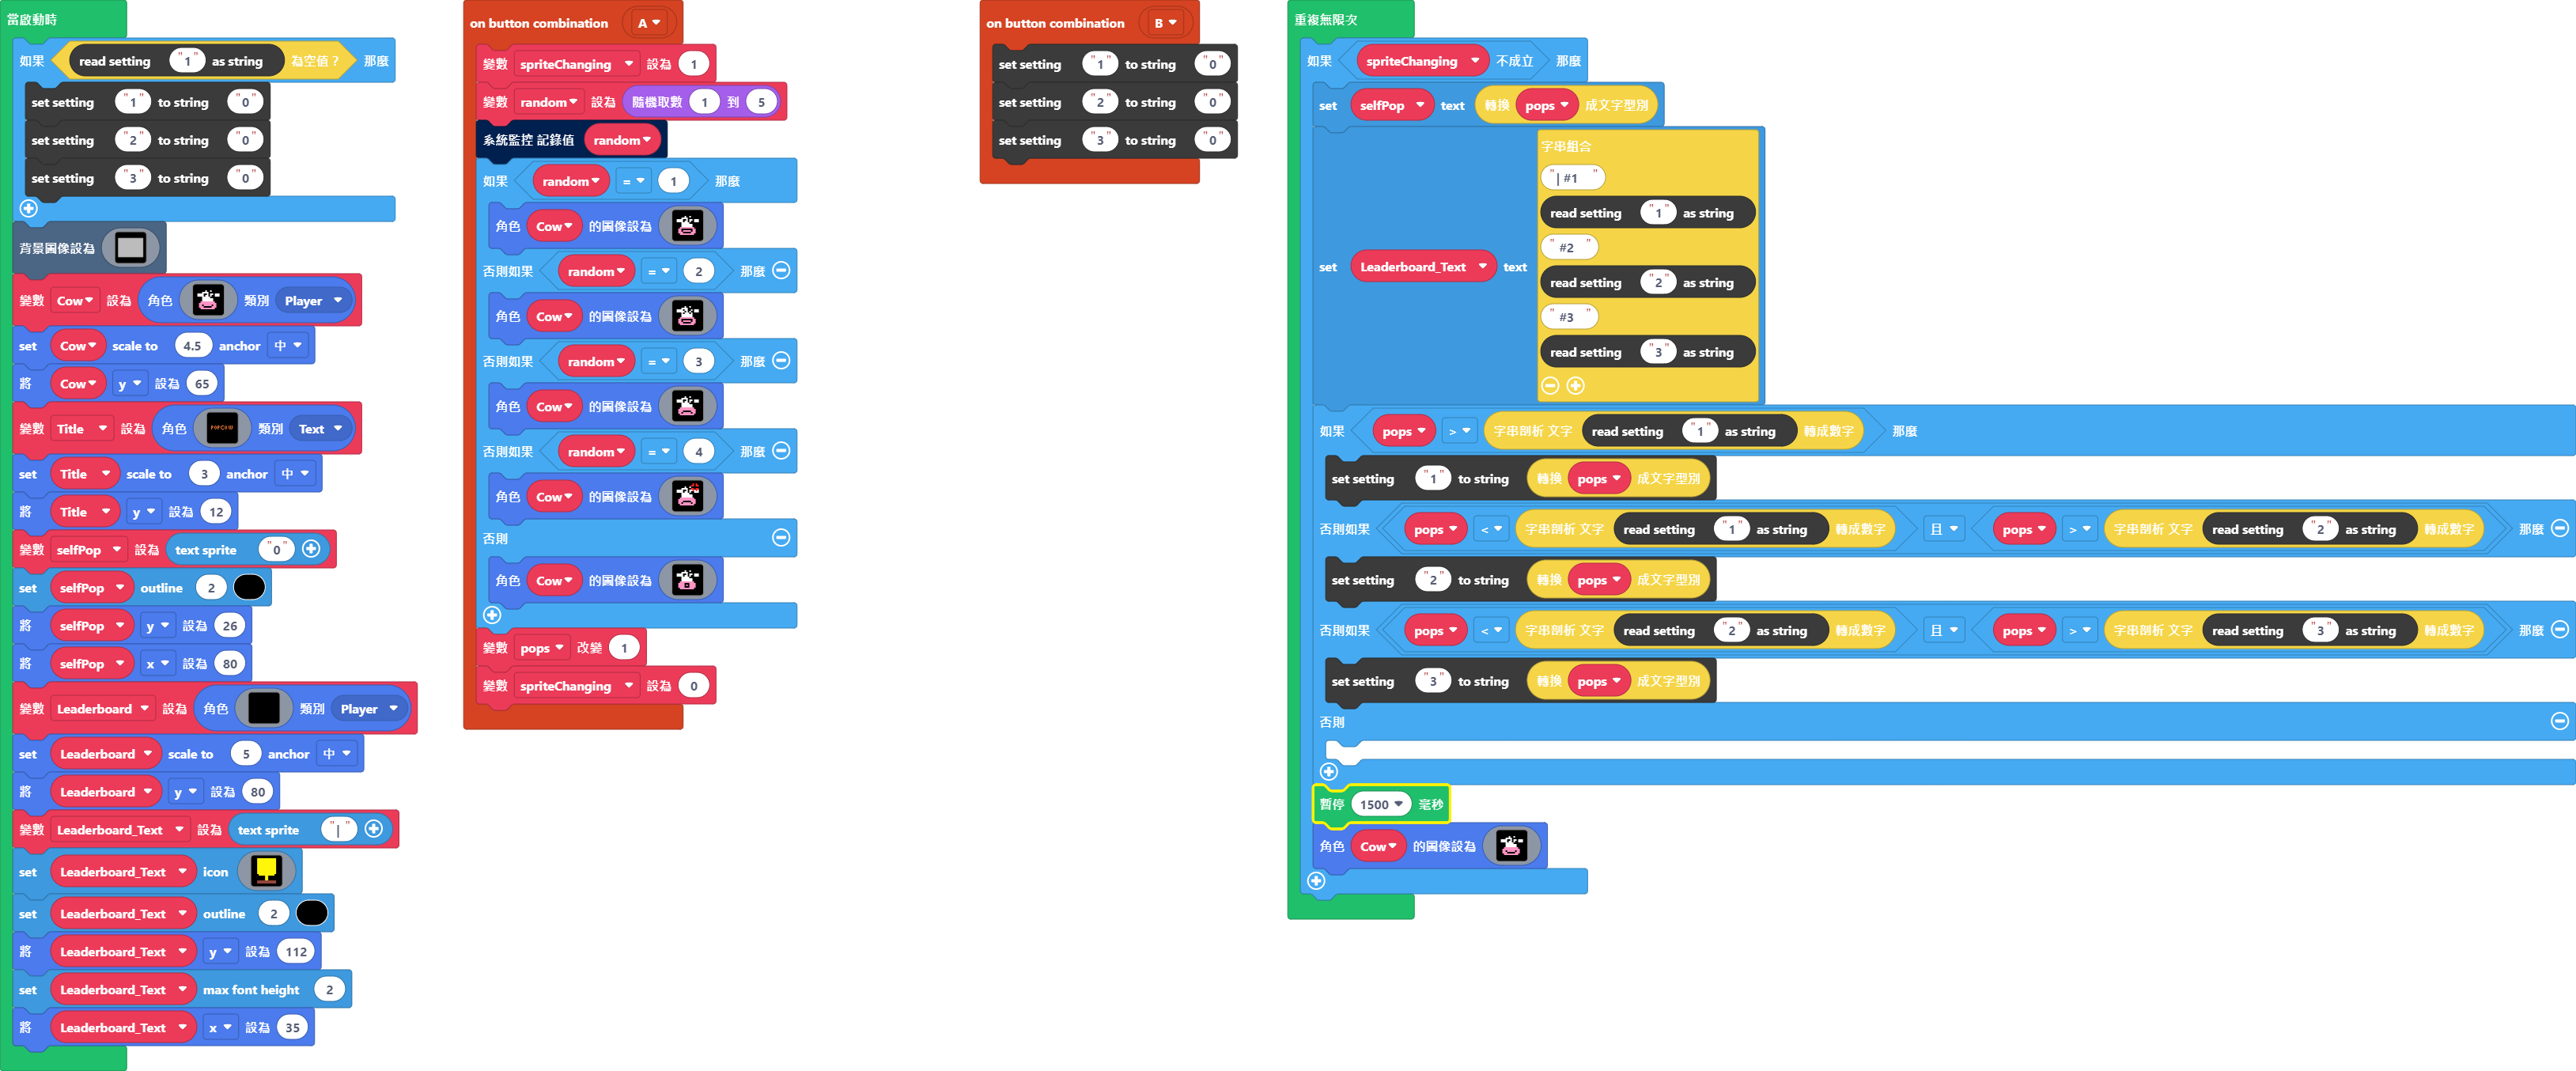 當啟動時
如果 read setting "1" as string 為空值？ 那麼
set setting "1" to string "0"
set setting "2" to string "0"
set setting "3" to string "0"
背景圖像設為
變數 Cow 設為 角色 類別 Player
set Cow scale to 4.5 anchor 中
將 Cow y 設為 65
變數 Title 設為 角色 POPCOW! 類別 Text
set Title scale to 3 anchor 中
將 Title y 設為 12
變數 selfPop 設為 text sprite "0"
set selfPop outline 2
將 selfPop y 設為 26
將 selfPop x 設為 80
變數 Leaderboard 設為 角色 類別 Player
set Leaderboard scale to 5 anchor 中
將 Leaderboard y 設為 80
變數 Leaderboard_Text 設為 text sprite "|"
set Leaderboard_Text icon
set Leaderboard_Text outline 2
將 Leaderboard_Text y 設為 112
set Leaderboard_Text max font height 2
將 Leaderboard_Text x 設為 35
on button combination A
變數 spriteChanging 設為 1
變數 random 設為 隨機取數 1 到 5
系統監控 記錄值 random
如果 random = 1 那麼
角色 Cow 的圖像設為
否則如果 random = 2 那麼
角色 Cow 的圖像設為
否則如果 random = 3 那麼
角色 Cow 的圖像設為
否則如果 random = 4 那麼
角色 Cow 的圖像設為
否則
角色 Cow 的圖像設為
變數 pops 改變 1
變數 spriteChanging 設為 0
on button combination B
set setting "1" to string "0"
set setting "2" to string "0"
set setting "3" to string "0"
重複無限次
如果 spriteChanging 不成立 那麼
set selfPop text 轉換 pops 成文字型別
set Leaderboard_Text text 字串組合
"| #1 "
read setting "1" as string
" #2 "
read setting "2" as string
" #3 "
read setting "3" as string
如果 pops > 字串剖析 文字 read setting "1" as string 轉成數字 那麼
set setting "1" to string 轉換 pops 成文字型別
否則如果 pops < 字串剖析 文字 read setting "1" as string 轉成數字 且 pops > 字串剖析 文字 read setting "2" as string 轉成數字 那麼
set setting "2" to string 轉換 pops 成文字型別
否則如果 pops < 字串剖析 文字 read setting "2" as string 轉成數字 且 pops > 字串剖析 文字 read setting "3" as string 轉成數字 那麼
set setting "3" to string 轉換 pops 成文字型別
否則
暫停 1500 毫秒
角色 Cow 的圖像設為